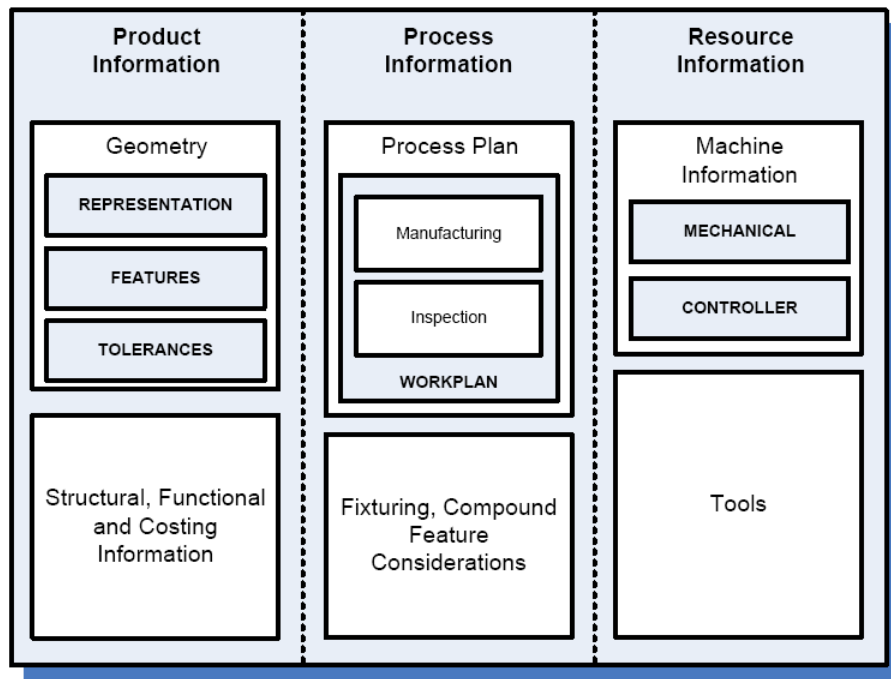 Product
Information
Process
Information
Resource
Information
Geometry
REPRESENTATION
FEATURES
TOLERANCES
Structural, Functional
and Costing
Information
Process Plan
Manufacturing
Inspection
WORKPLAN
Fixturing, Compound
Feature
Considerations
Machine
Information
MECHANICAL
CONTROLLER
Tools